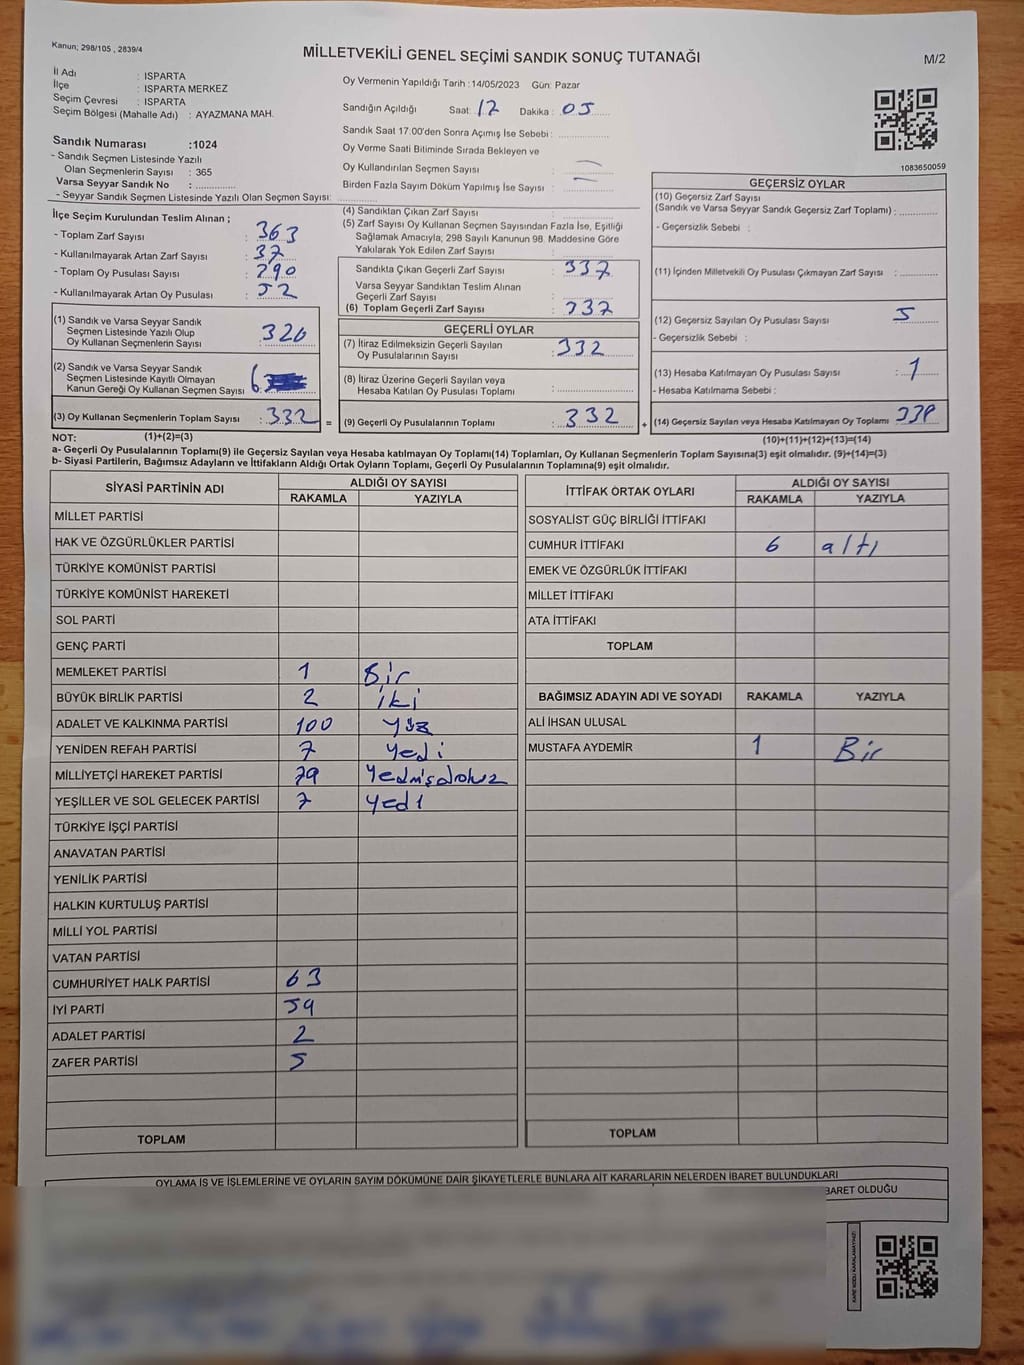 Kanun; 298/105 , 2839/4
MİLLETVEKİLİ GENEL SEÇİMİ SANDIK SONUÇ TUTANAĞI
M/2
İl Adı : ISPARTA
İlçe : ISPARTA MERKEZ
Seçim Çevresi : ISPARTA
Seçim Bölgesi (Mahalle Adı) : AYAZMANA MAH.
Sandık Numarası :1024
- Sandık Seçmen Listesinde Yazılı
Olan Seçmenlerin Sayısı : 365
Varsa Seyyar Sandık No :
- Seyyar Sandık Seçmen Listesinde Yazılı Olan Seçmen Sayısı:
Oy Vermenin Yapıldığı Tarih :14/05/2023 Gün: Pazar
Sandığın Açıldığı Saat: 17 Dakika : 05
Sandık Saat 17.00'den Sonra Açımış İse Sebebi :
Oy Verme Saati Bitiminde Sırada Bekleyen ve
Oy Kullandırılan Seçmen Sayısı :
Birden Fazla Sayım Döküm Yapılmış İse Sayısı :
1083650059
İlçe Seçim Kurulundan Teslim Alınan ;
- Toplam Zarf Sayısı : 363
- Kullanılmayarak Artan Zarf Sayısı : 37
- Toplam Oy Pusulası Sayısı : 290
- Kullanılmayarak Artan Oy Pusulası : 52
(1) Sandık ve Varsa Seyyar Sandık
Seçmen Listesinde Yazılı Olup
Oy Kullanan Seçmenlerin Sayısı 326
(2) Sandık ve Varsa Seyyar Sandık
Seçmen Listesinde Kayıtlı Olmayan
Kanun Gereği Oy Kullanan Seçmen Sayısı 6
(3) Oy Kullanan Seçmenlerin Toplam Sayısı : 332 =
(4) Sandıktan Çıkan Zarf Sayısı :
(5) Zarf Sayısı Oy Kullanan Seçmen Sayısından Fazla İse, Eşitliği
Sağlamak Amacıyla; 298 Sayılı Kanunun 98. Maddesine Göre
Yakılarak Yok Edilen Zarf Sayısı :
Sandıkta Çıkan Geçerli Zarf Sayısı : 337
Varsa Seyyar Sandıktan Teslim Alınan
Geçerli Zarf Sayısı :
(6) Toplam Geçerli Zarf Sayısı : 337
GEÇERLİ OYLAR
(7) İtiraz Edilmeksizin Geçerli Sayılan
Oy Pusulalarının Sayısı : 332
(8) İtiraz Üzerine Geçerli Sayılan veya
Hesaba Katılan Oy Pusulası Toplamı :
(9) Geçerli Oy Pusulalarının Toplamı : 332 +
GEÇERSİZ OYLAR
(10) Geçersiz Zarf Sayısı
(Sandık ve Varsa Seyyar Sandık Geçersiz Zarf Toplamı) :
- Geçersizlik Sebebi :
(11) İçinden Milletvekili Oy Pusulası Çıkmayan Zarf Sayısı :
(12) Geçersiz Sayılan Oy Pusulası Sayısı : 5
- Geçersizlik Sebebi :
(13) Hesaba Katılmayan Oy Pusulası Sayısı : 1
- Hesaba Katılmama Sebebi :
(14) Geçersiz Sayılan veya Hesaba Katılmayan Oy Toplamı
NOT: (1)+(2)=(3)
(10)+(11)+(12)+(13)=(14)
a- Geçerli Oy Pusulalarının Toplamı(9) ile Geçersiz Sayılan veya Hesaba katılmayan Oy Toplamı(14) Toplamları, Oy Kullanan Seçmenlerin Toplam Sayısına(3) eşit olmalıdır. (9)+(14)=(3)
b- Siyasi Partilerin, Bağımsız Adayların ve İttifakların Aldığı Ortak Oyların Toplamı, Geçerli Oy Pusulalarının Toplamına(9) eşit olmalıdır.
SİYASİ PARTİNİN ADI ALDIĞI OY SAYISI
RAKAMLA YAZIYLA
MİLLET PARTİSİ
HAK VE ÖZGÜRLÜKLER PARTİSİ
TÜRKİYE KOMÜNİST PARTİSİ
TÜRKİYE KOMÜNİST HAREKETİ
SOL PARTİ
GENÇ PARTİ
MEMLEKET PARTİSİ 1 Bir
BÜYÜK BİRLİK PARTİSİ 2 iki
ADALET VE KALKINMA PARTİSİ 100 yüz
YENİDEN REFAH PARTİSİ 7 yedi
MİLLİYETÇİ HAREKET PARTİSİ 79 Yedmişdokuz
YEŞİLLER VE SOL GELECEK PARTİSİ 7 yedi
TÜRKİYE İŞÇİ PARTİSİ
ANAVATAN PARTİSİ
YENİLİK PARTİSİ
HALKIN KURTULUŞ PARTİSİ
MİLLİ YOL PARTİSİ
VATAN PARTİSİ
CUMHURİYET HALK PARTİSİ 63
İYİ PARTİ 59
ADALET PARTİSİ 2
ZAFER PARTİSİ 5
TOPLAM
İTTİFAK ORTAK OYLARI ALDIĞI OY SAYISI
RAKAMLA YAZIYLA
SOSYALİST GÜÇ BİRLİĞİ İTTİFAKI
CUMHUR İTTİFAKI 6 altı
EMEK VE ÖZGÜRLÜK İTTİFAKI
MİLLET İTTİFAKI
ATA İTTİFAKI
TOPLAM
BAĞIMSIZ ADAYIN ADI VE SOYADI RAKAMLA YAZIYLA
ALİ İHSAN ULUSAL
MUSTAFA AYDEMİR 1 Bir
TOPLAM
OYLAMA İŞ VE İŞLEMLERİNE VE OYLARIN SAYIM DÖKÜMÜNE DAİR ŞİKAYETLERLE BUNLARA AİT KARARLARIN NELERDEN İBARET BULUNDUKLARI
BARET OLDUĞU